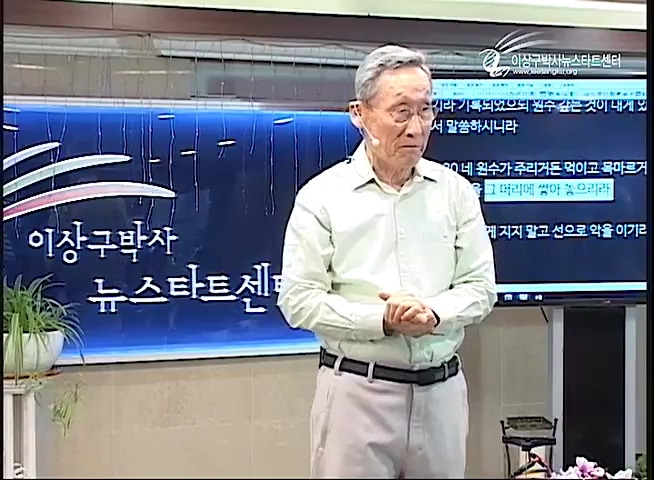 이상구박사뉴스타트센터
www.leesangku.org
라 기록되었으되 원수 갚는 것이 내게 있
서 말씀하시니라
20 네 원수가 주리거든 먹이고 목마르거
그 머리에 쌓아 놓으리라
게 지지 말고 선으로 악을 이기라
이상구박사
뉴스타트센트